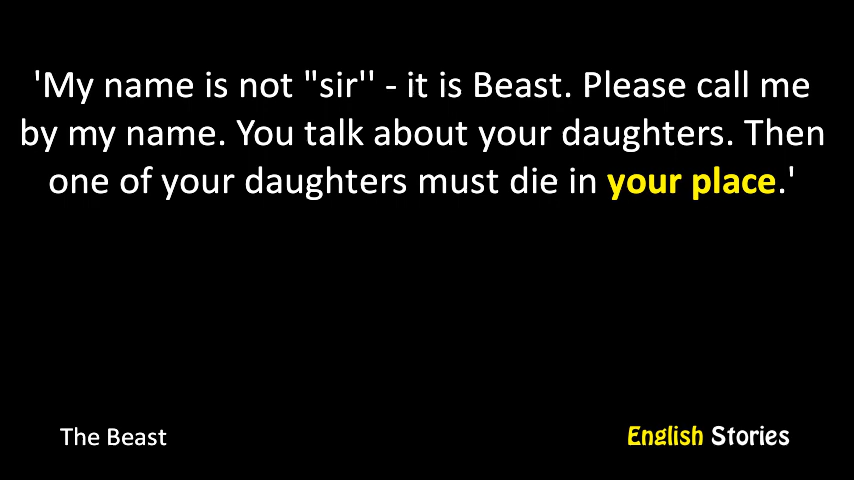 'My name is not "sir'' - it is Beast. Please call me
by my name. You talk about your daughters. Then
one of your daughters must die in your place.'
The Beast
English Stories